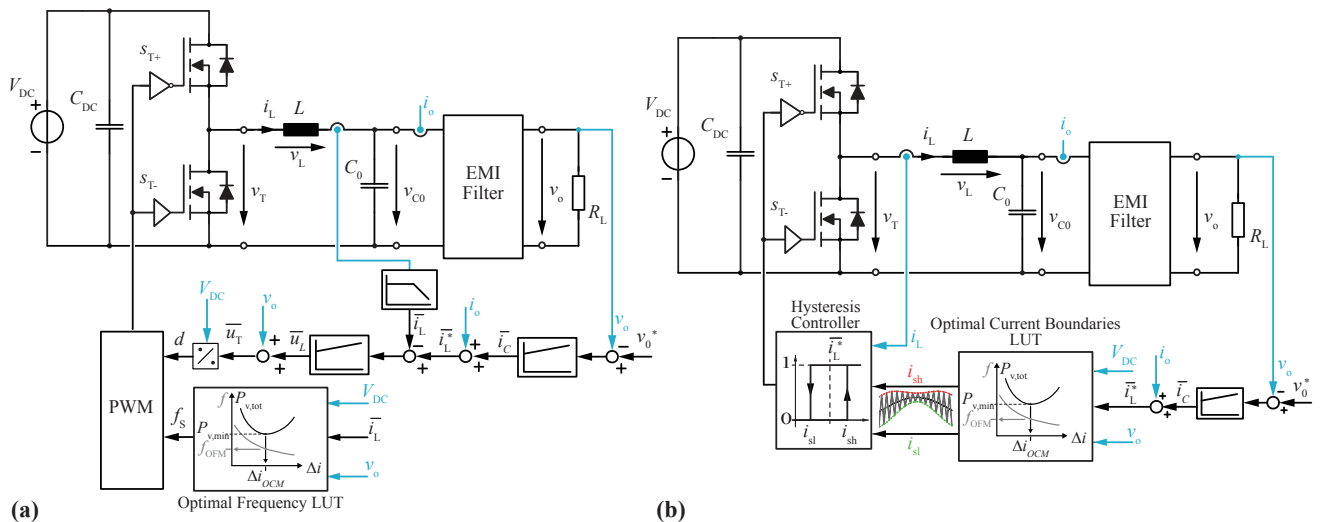 V_DC
C_DC
s_T+
s_T-
i_L
L
v_L
v_T
C_0
v_C0
i_o
EMI
Filter
v_o
R_L
V_DC
v_o
i_L
i_o
d
u_T
u_L
i_L*
i_C
v_o
v_0*
+
+
−
+
+
+
−
+
PWM
f_S
f
P_v,tot
P_v,min
f_OFM
Δi_OCM
Δi
V_DC
i_L
v_o
Optimal Frequency LUT
(a)
V_DC
C_DC
s_T+
s_T-
i_L
L
v_L
v_T
C_0
v_C0
i_o
EMI
Filter
v_o
R_L
Hysteresis
Controller
i_L
i_L*
1
0
i_sl
i_sh
i_sh
i_sl
Optimal Current Boundaries
LUT
f
P_v,tot
P_v,min
f_OFM
Δi_OCM
Δi
V_DC
i_o
i_L*
i_C
v_o
v_o
v_0*
+
+
−
+
(b)